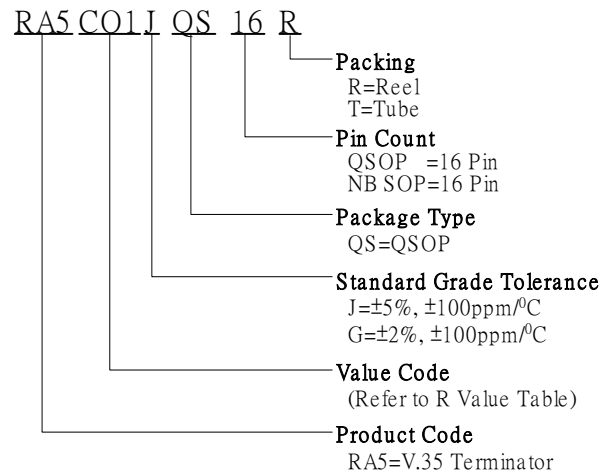 RA5 CO1 J QS 16 R
Packing
R=Reel
T=Tube
Pin Count
QSOP =16 Pin
NB SOP=16 Pin
Package Type
QS=QSOP
Standard Grade Tolerance
J=±5%, ±100ppm/⁰C
G=±2%, ±100ppm/⁰C
Value Code
(Refer to R Value Table)
Product Code
RA5=V.35 Terminator